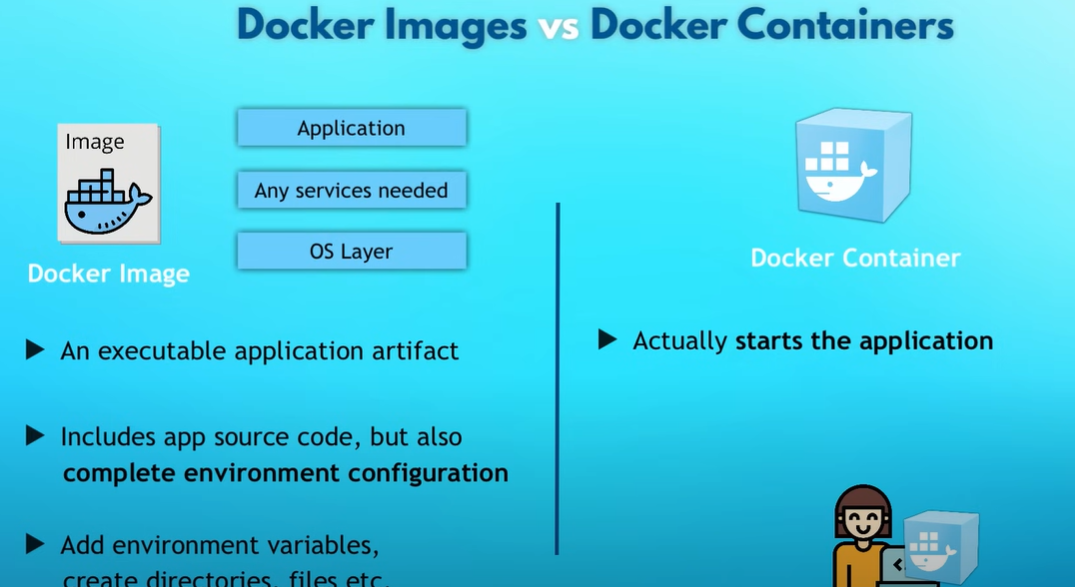 Docker Images vs Docker Containers
Image
Docker Image
Application
Any services needed
OS Layer
▶ An executable application artifact
▶ Includes app source code, but also
complete environment configuration
▶ Add environment variables,
create directories, files etc.
Docker Container
▶ Actually starts the application